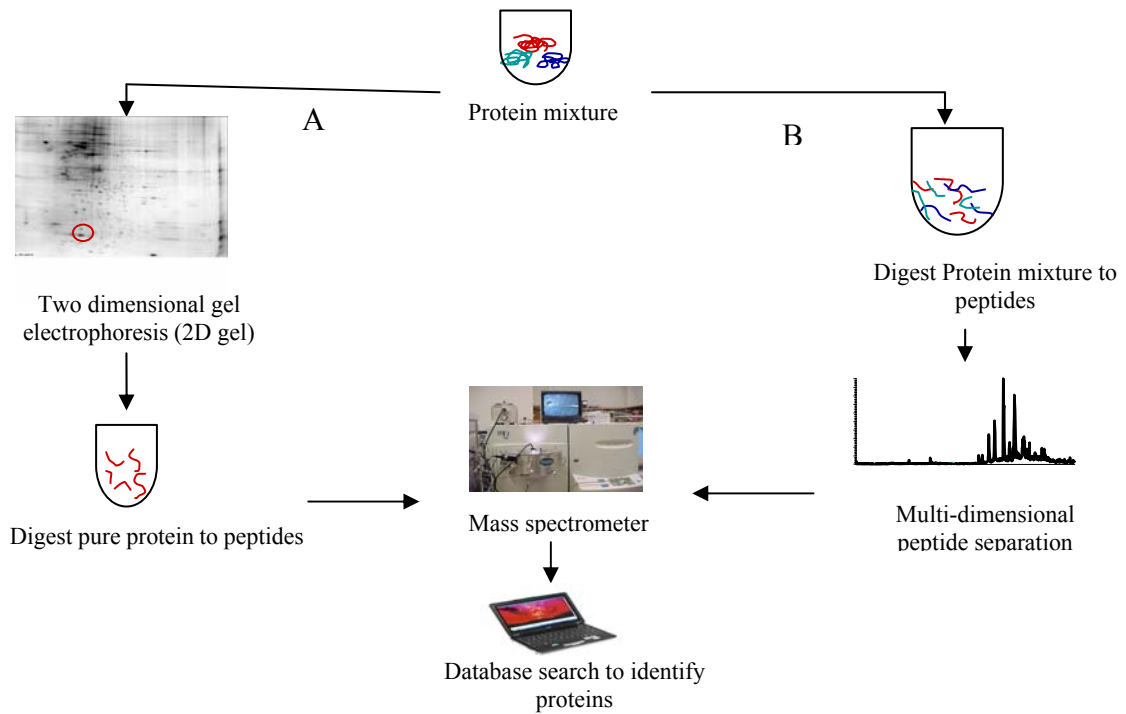 Protein mixture
A
B
Two dimensional gel
electrophoresis (2D gel)
Digest Protein mixture to
peptides
Digest pure protein to peptides
Mass spectrometer
Multi-dimensional
peptide separation
Database search to identify
proteins